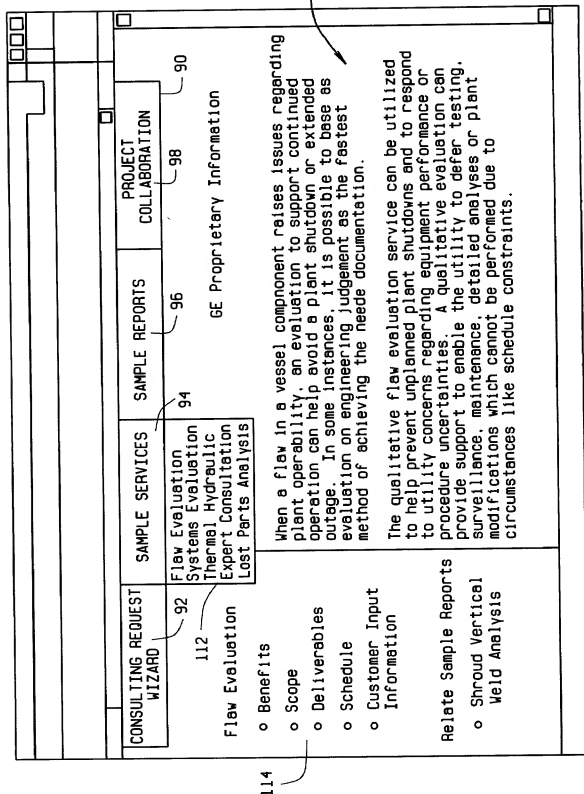 CONSULTING REQUEST
WIZARD
92
SAMPLE SERVICES
94
SAMPLE REPORTS
96
PROJECT
COLLABORATION
98
90
Flaw Evaluation
Systems Evaluation
Thermal Hydraulic
Expert Consultation
Lost Parts Analysis
112
GE Proprietary Information
Flaw Evaluation
o Benefits
o Scope
o Deliverables
o Schedule
o Customer Input
Information
114
Relate Sample Reports
o Shroud Vertical
Weld Analysis
When a flaw in a vessel compnonent raises issues regarding
plant operability, an evaluation to support continued
operation can help avoid a plant shutdown or extended
outage. In some instances, it is possible to base as
evaluation on engineering judgement as the fastest
method of achieving the neede documentation.
The qualitative flaw evaluation service can be utilized
to help prevent unplanned plant shutdowns and to respond
to utility concerns regarding equipment performance or
procedure uncertainties. A qualitative evaluation can
provide support to enable the utility to defer testing,
surveillance, maintenance, detailed analyses or plant
modifications which cannot be performed due to
circumstances like schedule constraints.